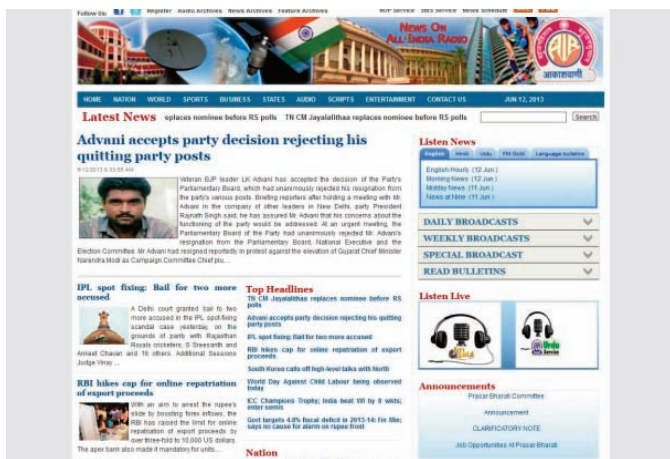 Follow Us:
Register Audio Archives News Archives Feature Archives
RUP Service SMS Service News Schedule
NEWS ON
ALL-INDIA RADIO
AIR
आकाशवाणी
HOME NATION WORLD SPORTS BUSINESS STATES AUDIO SCRIPTS ENTERTAINMENT CONTACT US JUN 12, 2013
Latest News eplaces nominee before RS polls TN CM Jayalalithaa replaces nominee before RS polls Search
Advani accepts party decision rejecting his
quitting party posts
Veteran BJP leader LK Advani has accepted the decision of the Party's
Parliamentary Board, which had unanimously rejected his resignation from
the party's various posts. Briefing reporters after holding a meeting with Mr.
Advani in the company of other leaders in New Delhi, party President
Rajnath Singh said, he has assured Mr. Advani that his concerns about the
functioning of the party would be addressed. At an urgent meeting, the
Parliamentary Board of the Party had unanimously rejected Mr. Advani's
resignation from the Parliamentary Board, National Executive and the
Election Committee. Mr Advani had resigned reportedly in protest against the elevation of Gujarat Chief Minister
Narendra Modi as Campaign Committee Chief plu...
IPL spot fixing: Bail for two more
accused
A Delhi court granted bail to two
more accused in the IPL spot-fixing
scandal case yesterday, on the
grounds of parity with Rajasthan
Royals cricketers, S Sreesanth and
Ankeet Chavan and 16 others. Additional Sessions
Judge Vinay ...
RBI hikes cap for online repatriation
of export proceeds
With an aim to arrest the rupee's
slide by boosting forex inflows, the
RBI has raised the limit for online
repatriation of export proceeds by
over three-fold to 10,000 US dollars.
The apex bank also made it mandatory for units...
Top Headlines
TN CM Jayalalithaa replaces nominee before RS
polls
Advani accepts party decision rejecting his quitting
party posts
IPL spot fixing: Bail for two more accused
RBI hikes cap for online repatriation of export
proceeds
South Korea calls off high-level talks with North
World Day Against Child Labour being observed
today
ICC Champions Trophy: India beat WI by 8 wkts;
enter semis
Govt targets 4.8% fiscal deficit in 2013-14: Fin Min;
says no cause for alarm on rupee front
Nation
Listen News
English Hindi Urdu FM Gold Language bulletins
English Hourly (12 Jun)
Morning News (12 Jun)
Midday News (11 Jun)
News at Nine (11 Jun)
DAILY BROADCASTS
WEEKLY BROADCASTS
SPECIAL BROADCAST
READ BULLETINS
Listen Live
Urdu
Service
Announcements
Prasar Bharati Committee
Announcement
CLARIFICATORY NOTE
Job Opportunities At Prasar Bharati